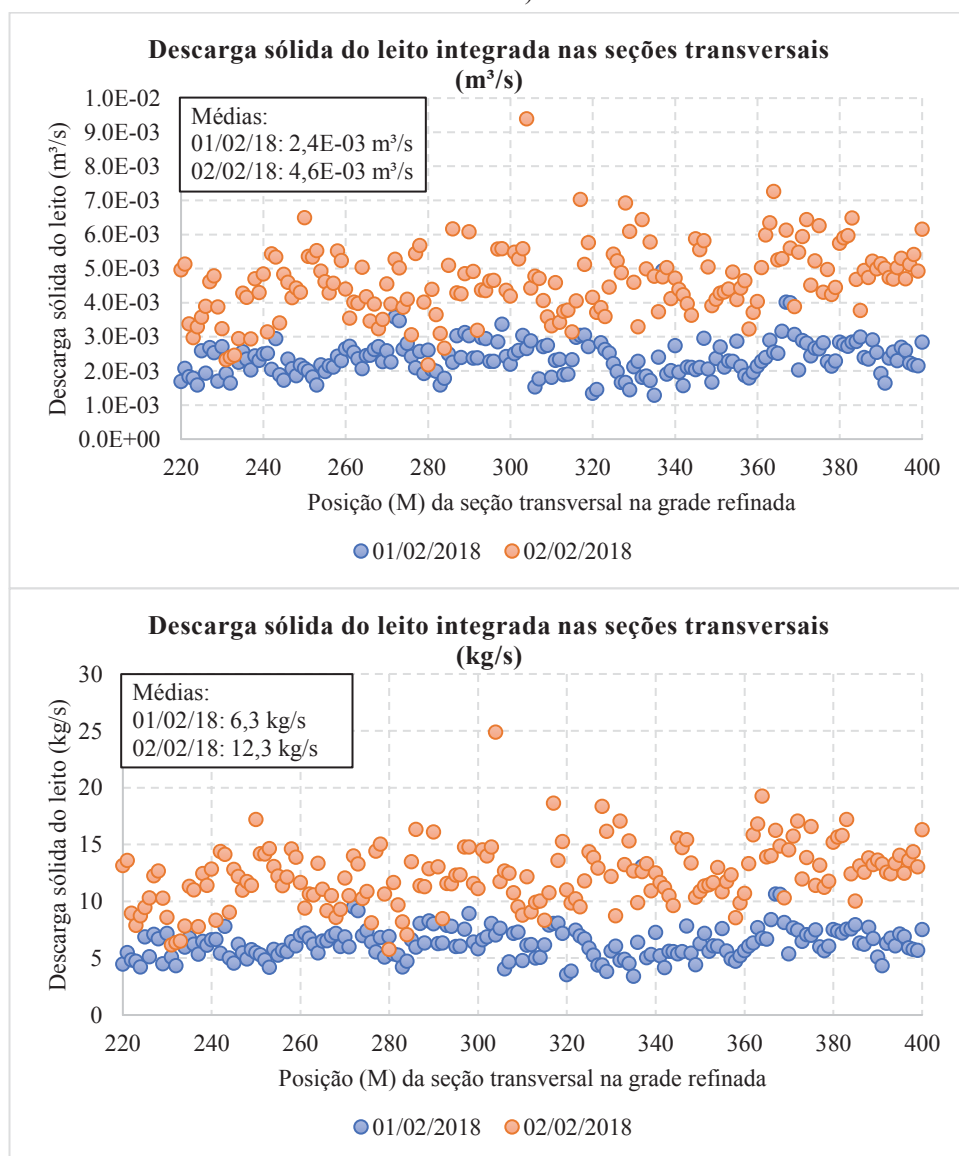 )
Descarga sólida do leito integrada nas seções transversais
(m³/s)
Descarga sólida do leito (m³/s)
1.0E-02
9.0E-03
8.0E-03
7.0E-03
6.0E-03
5.0E-03
4.0E-03
3.0E-03
2.0E-03
1.0E-03
0.0E+00
Médias:
01/02/18: 2,4E-03 m³/s
02/02/18: 4,6E-03 m³/s
220 240 260 280 300 320 340 360 380 400
Posição (M) da seção transversal na grade refinada
01/02/2018 02/02/2018
Descarga sólida do leito integrada nas seções transversais
(kg/s)
Descarga sólida do leito (kg/s)
30
25
20
15
10
5
0
Médias:
01/02/18: 6,3 kg/s
02/02/18: 12,3 kg/s
220 240 260 280 300 320 340 360 380 400
Posição (M) da seção transversal na grade refinada
01/02/2018 02/02/2018